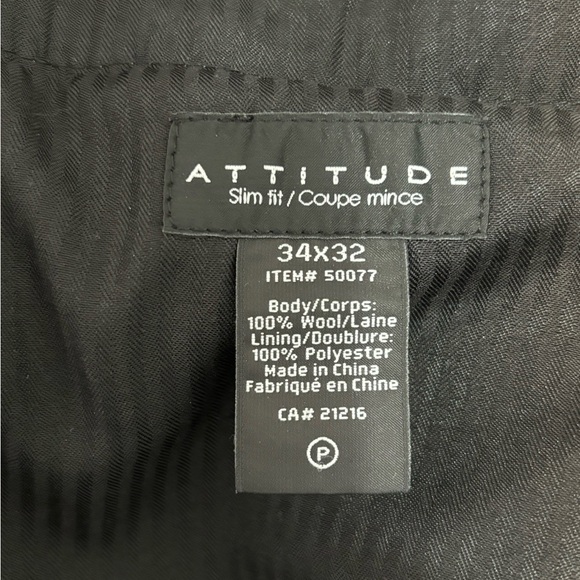 ATTITUDE
Slim fit / Coupe mince
34x32
ITEM# 50077
Body/Corps:
100% Wool/Laine
Lining/Doublure:
100% Polyester
Made in China
Fabriqué en Chine
CA# 21216
P